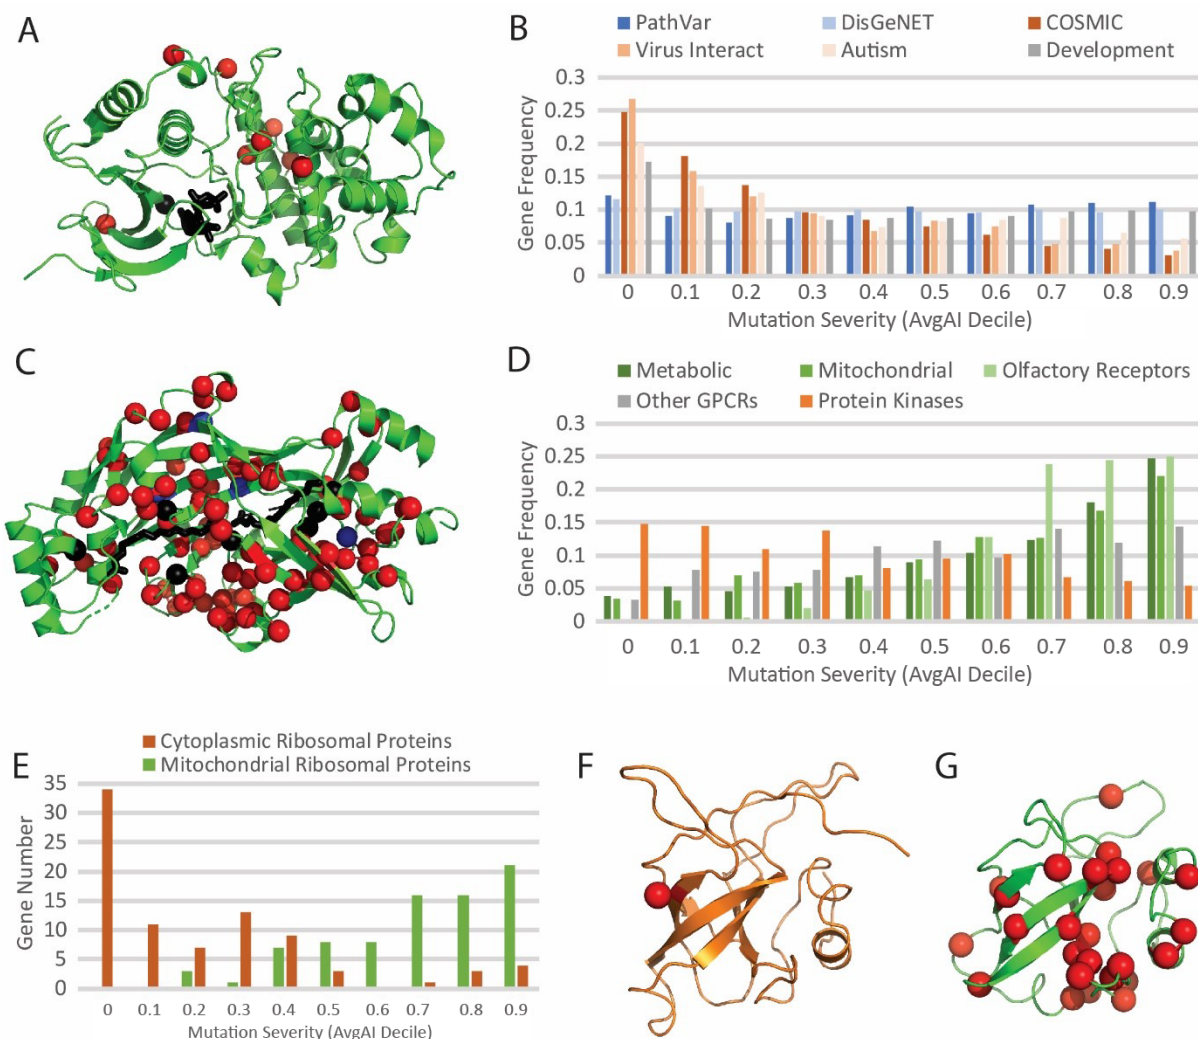 A
B
PathVar DisGeNET COSMIC
Virus Interact Autism Development
Gene Frequency
0.3
0.25
0.2
0.15
0.1
0.05
0
0 0.1 0.2 0.3 0.4 0.5 0.6 0.7 0.8 0.9
Mutation Severity (AvgAI Decile)
C
D
Metabolic Mitochondrial Olfactory Receptors
Other GPCRs Protein Kinases
Gene Frequency
0.3
0.25
0.2
0.15
0.1
0.05
0
0 0.1 0.2 0.3 0.4 0.5 0.6 0.7 0.8 0.9
Mutation Severity (AvgAI Decile)
E
Cytoplasmic Ribosomal Proteins
Mitochondrial Ribosomal Proteins
Gene Number
35
30
25
20
15
10
5
0
0 0.1 0.2 0.3 0.4 0.5 0.6 0.7 0.8 0.9
Mutation Severity (AvgAI Decile)
F
G